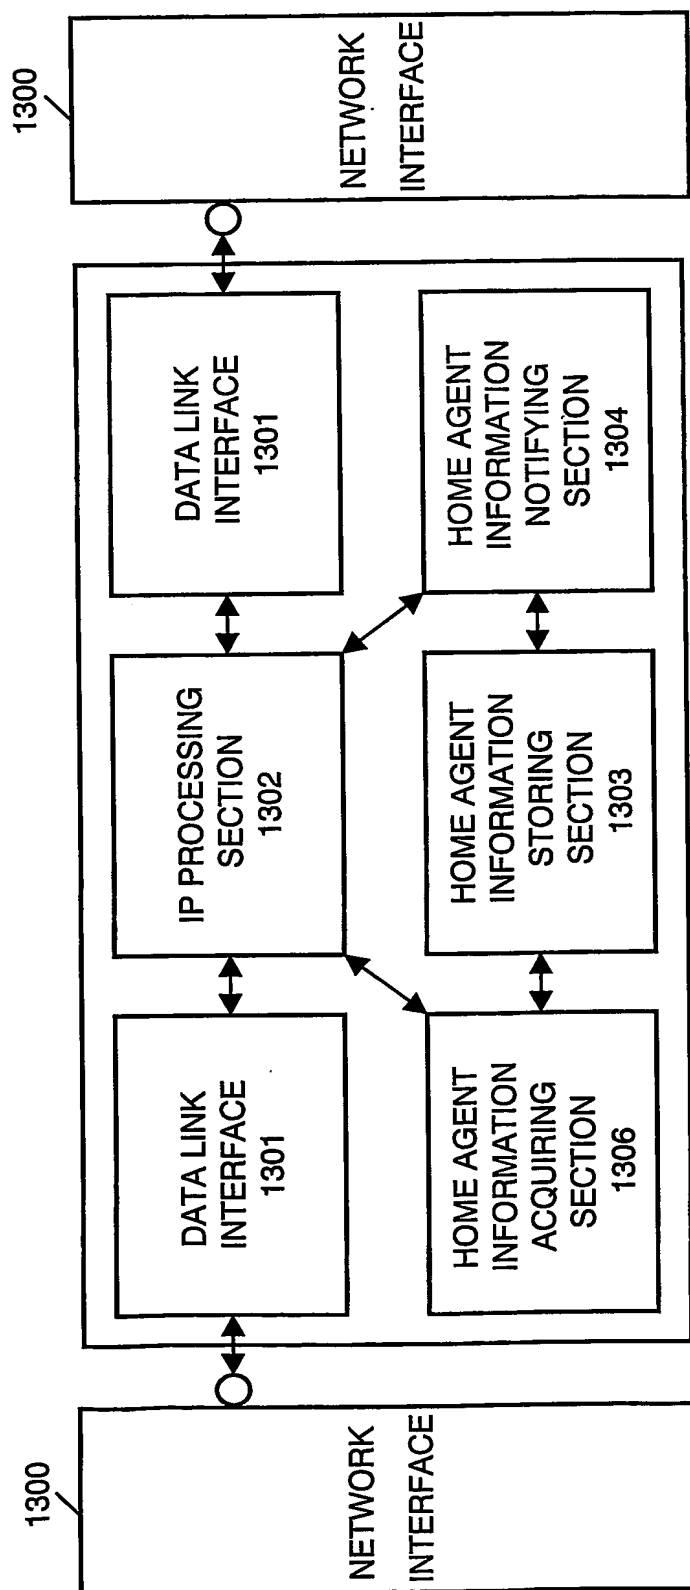 1300
NETWORK
INTERFACE
DATA LINK
INTERFACE
1301
IP PROCESSING
SECTION
1302
DATA LINK
INTERFACE
1301
HOME AGENT
INFORMATION
ACQUIRING
SECTION
1306
HOME AGENT
INFORMATION
STORING
SECTION
1303
HOME AGENT
INFORMATION
NOTIFYING
SECTION
1304
1300
NETWORK
INTERFACE